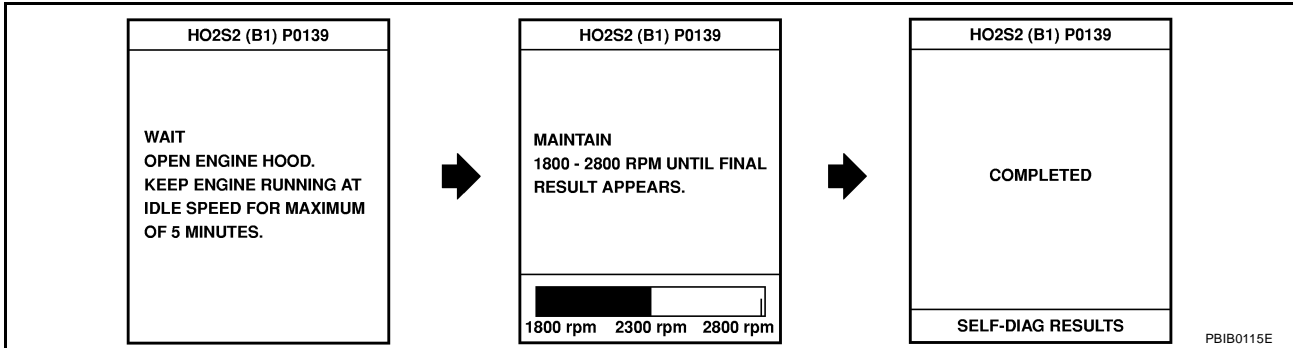 HO2S2 (B1) P0139
WAIT
OPEN ENGINE HOOD.
KEEP ENGINE RUNNING AT
IDLE SPEED FOR MAXIMUM
OF 5 MINUTES.
HO2S2 (B1) P0139
MAINTAIN
1800 - 2800 RPM UNTIL FINAL
RESULT APPEARS.
1800 rpm 2300 rpm 2800 rpm
HO2S2 (B1) P0139
COMPLETED
SELF-DIAG RESULTS
PBIB0115E